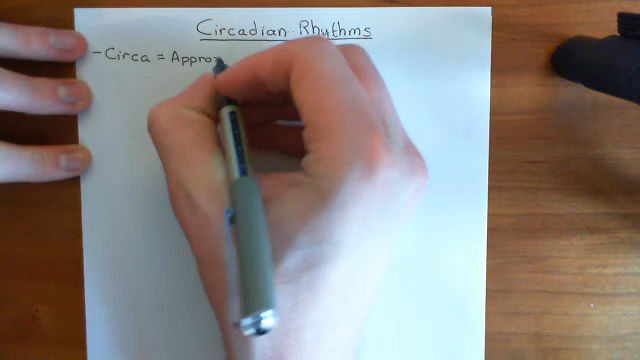 Circadian Rhythms
- Circa = Appro